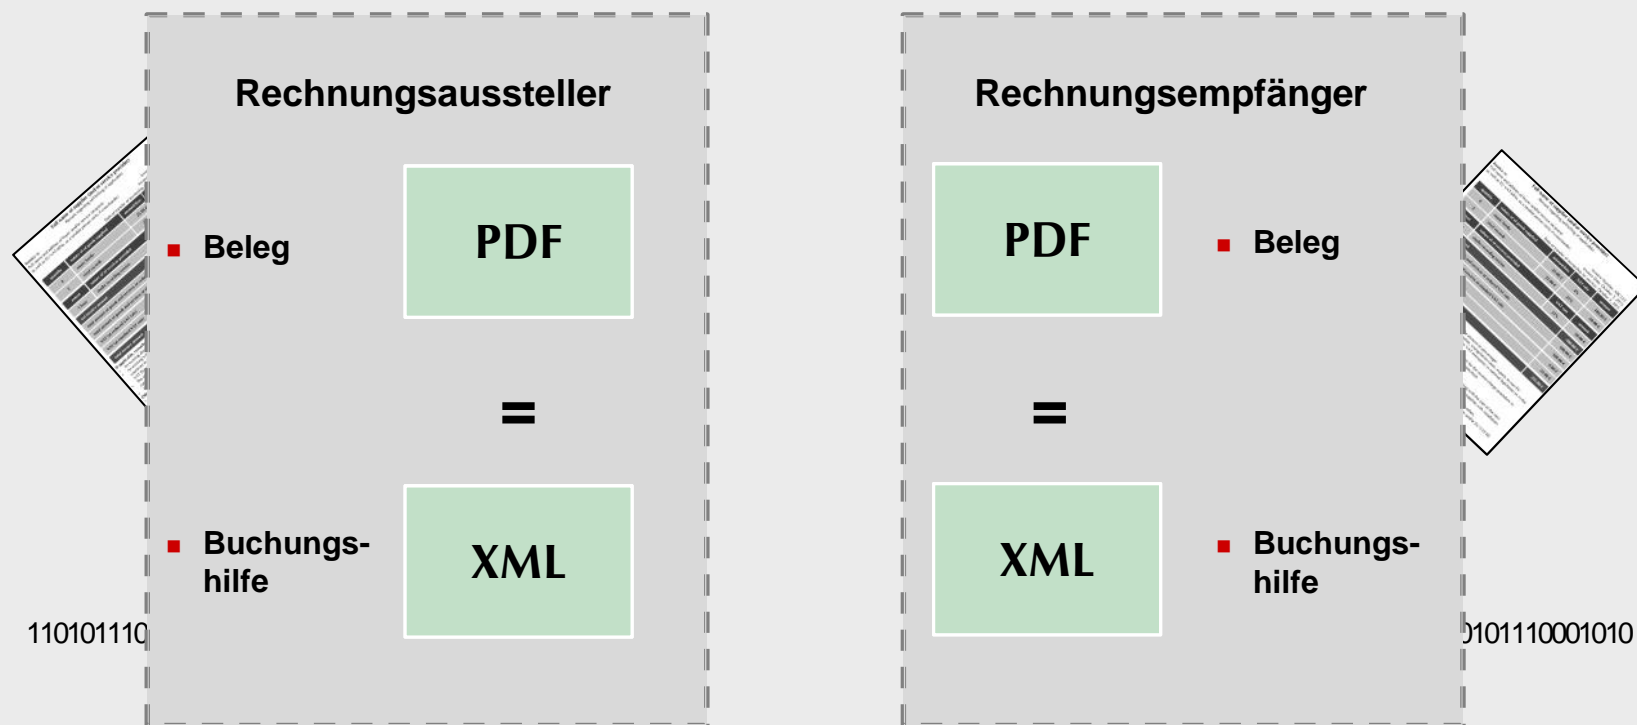 Rechnungsaussteller
Beleg
PDF
=
Buchungs-
hilfe
XML
110101110
Rechnungsempfänger
PDF
Beleg
=
XML
Buchungs-
hilfe
0101110001010